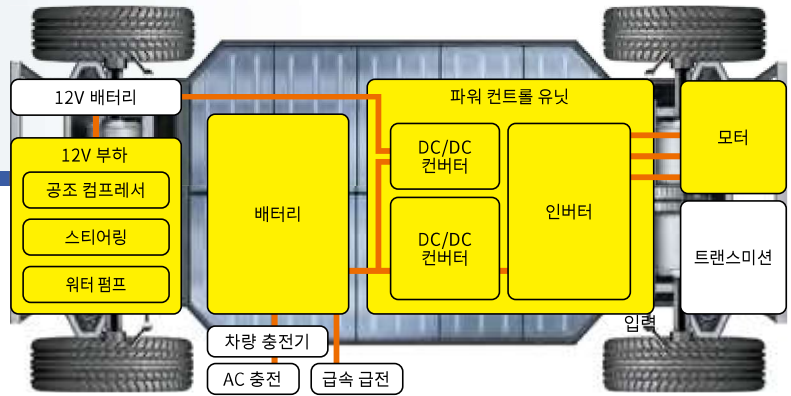 12V 배터리
12V 부하
공조 컴프레서
스티어링
워터 펌프
배터리
파워 컨트롤 유닛
DC/DC
컨버터
DC/DC
컨버터
인버터
모터
트랜스미션
입력
차량 충전기
AC 충전
급속 급전